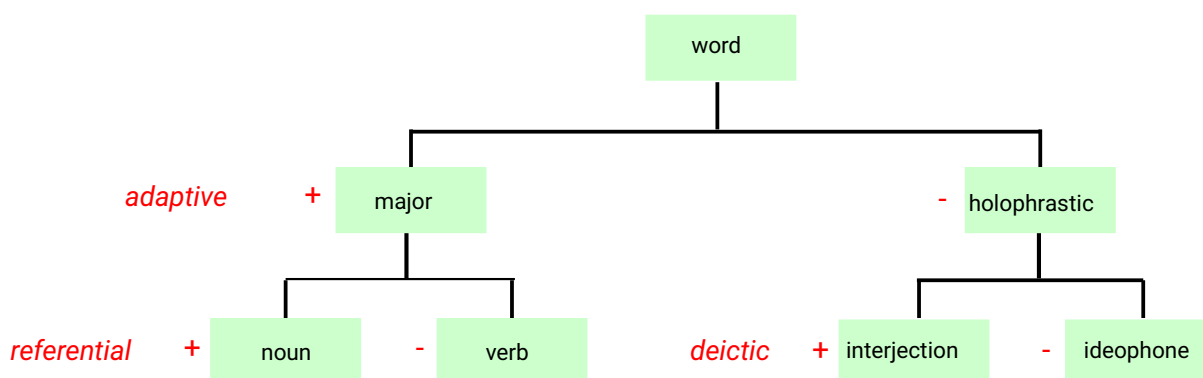 word
adaptive + major - holophrastic
referential + noun - verb deictic + interjection - ideophone